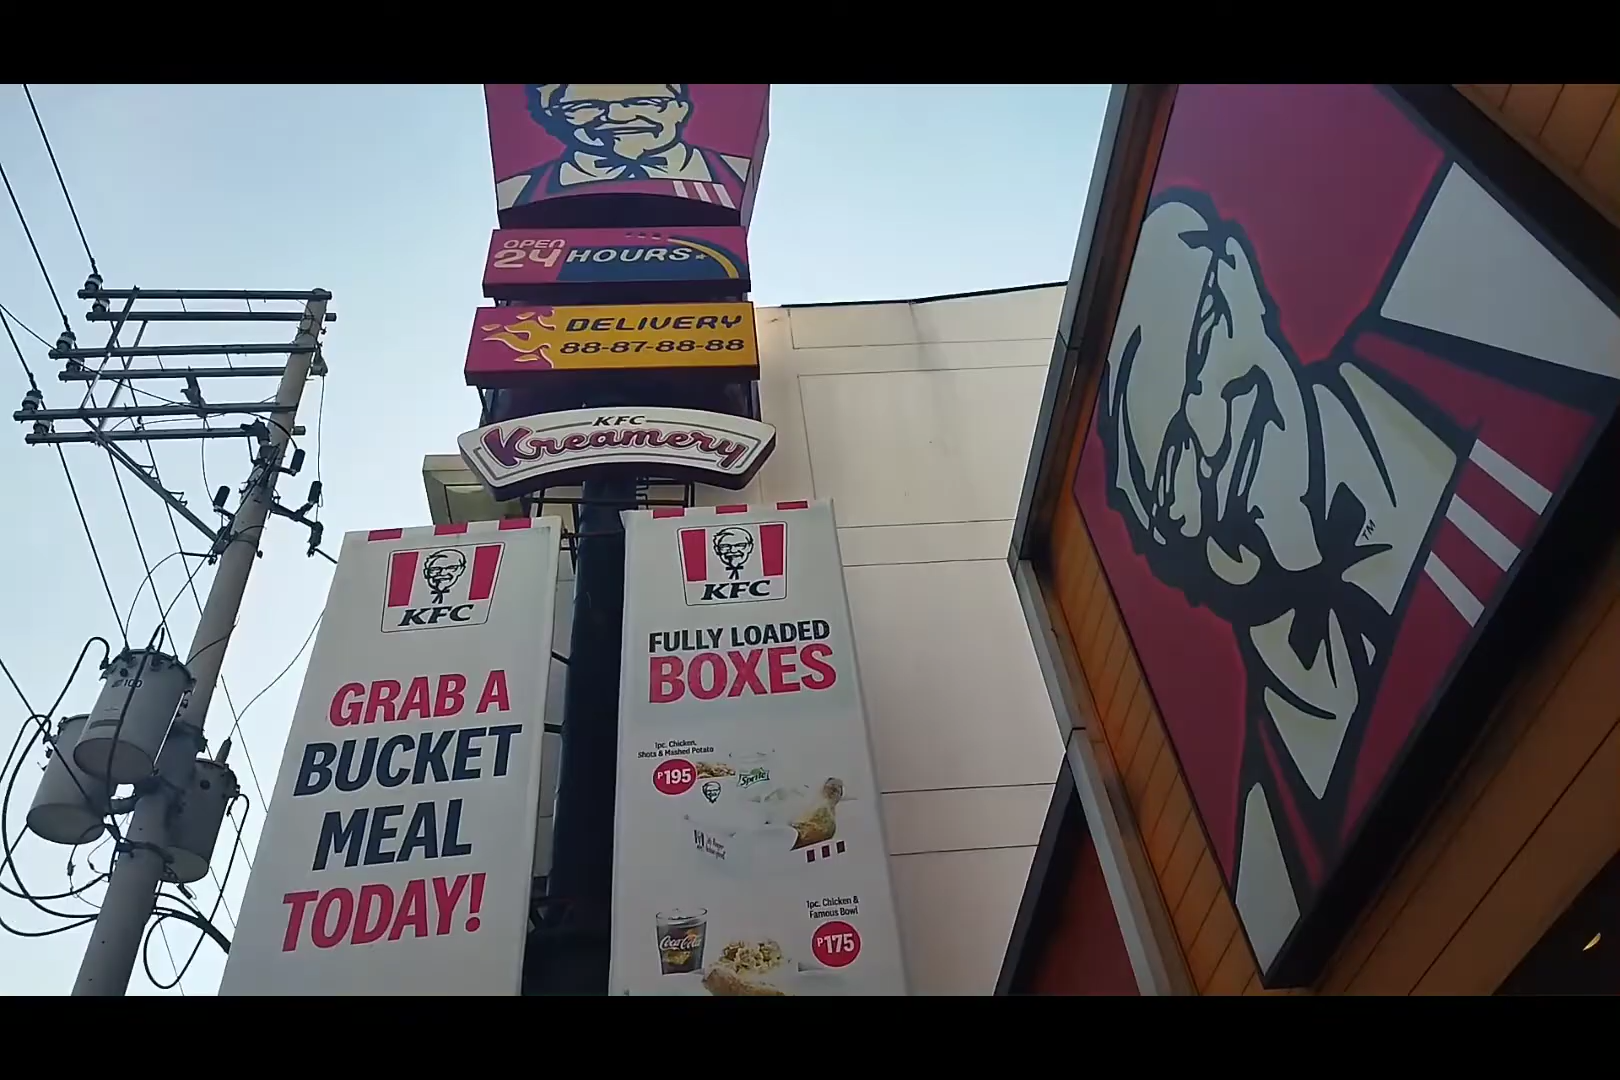 OPEN
24 HOURS
DELIVERY
88-87-88-88
KFC
Kreamery
KFC
GRAB A
BUCKET
MEAL
TODAY!
KFC
FULLY LOADED
BOXES
1pc. Chicken,
Shots & Mashed Potato
₱195
Sprite
1pc. Chicken &
Famous Bowl
₱175
Coca-Cola
TM